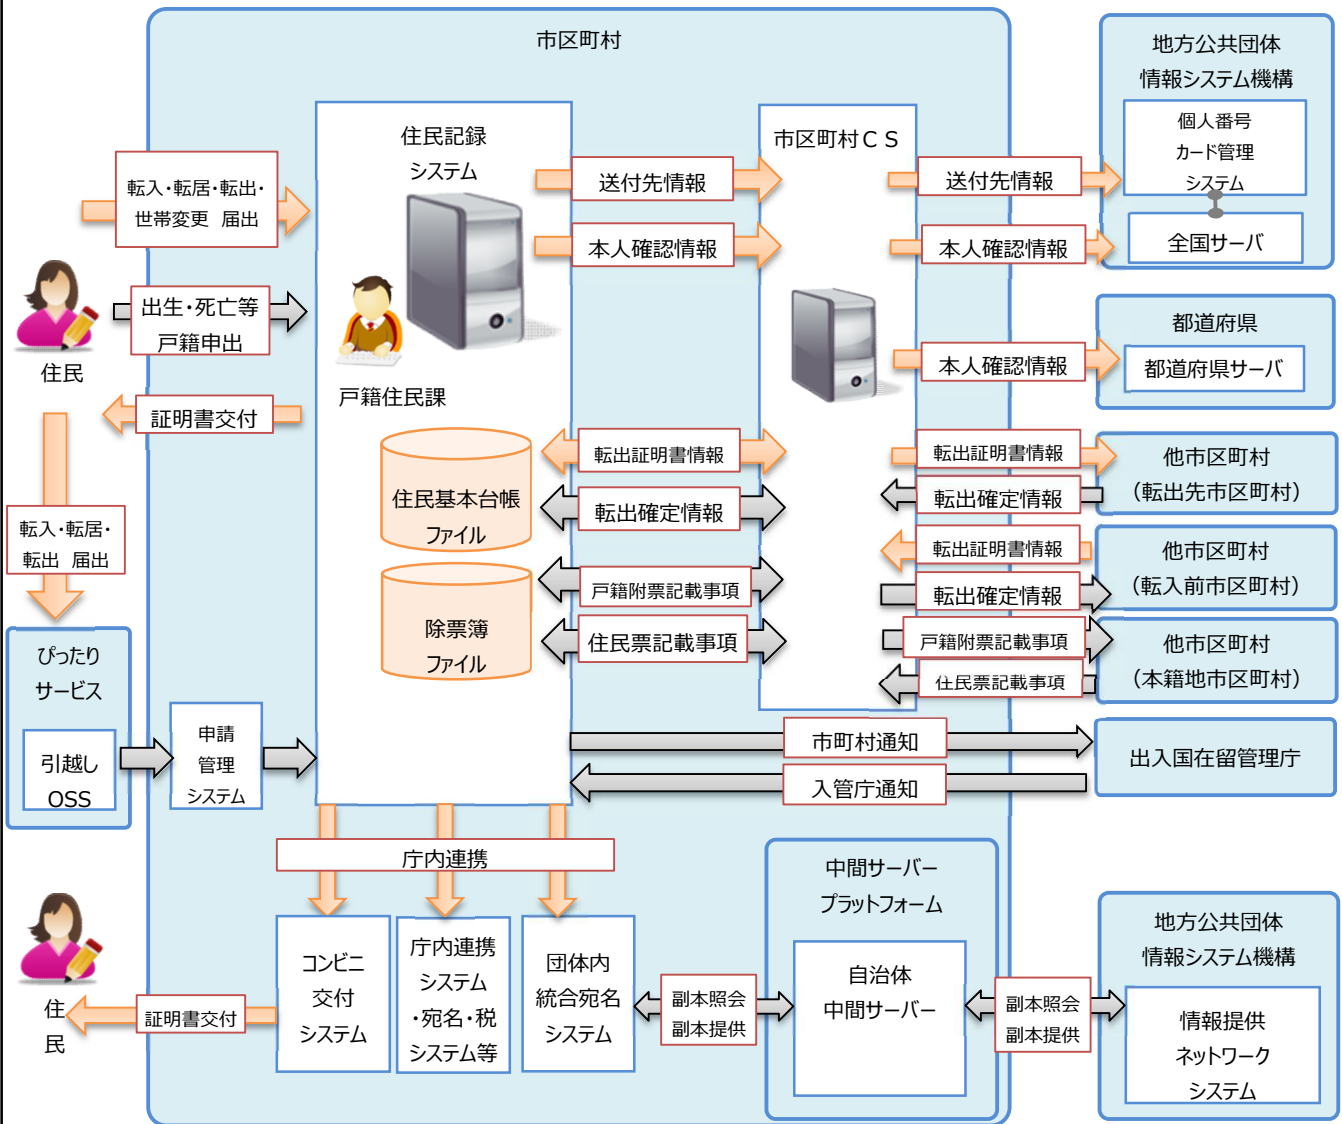 市区町村
地方公共団体
情報システム機構
個人番号
カード管理
システム
全国サーバ
住民記録
システム
市区町村ＣＳ
転入・転居・転出・
世帯変更 届出
送付先情報
送付先情報
本人確認情報
本人確認情報
出生・死亡等
戸籍申出
住民
戸籍住民課
都道府県
都道府県サーバ
本人確認情報
証明書交付
転出証明書情報
転出証明書情報
他市区町村
（転出先市区町村）
住民基本台帳
ファイル
転出確定情報
転出確定情報
転入・転居・
転出 届出
転出証明書情報
他市区町村
（転入前市区町村）
戸籍附票記載事項
転出確定情報
除票簿
ファイル
住民票記載事項
戸籍附票記載事項
他市区町村
（本籍地市区町村）
住民票記載事項
ぴったり
サービス
引越し
OSS
申請
管理
システム
市町村通知
入管庁通知
出入国在留管理庁
庁内連携
中間サーバー
プラットフォーム
自治体
中間サーバー
地方公共団体
情報システム機構
情報提供
ネットワーク
システム
コンビニ
交付
システム
庁内連携
システム
・宛名・税
システム等
団体内
統合宛名
システム
副本照会
副本提供
副本照会
副本提供
証明書交付
住
民